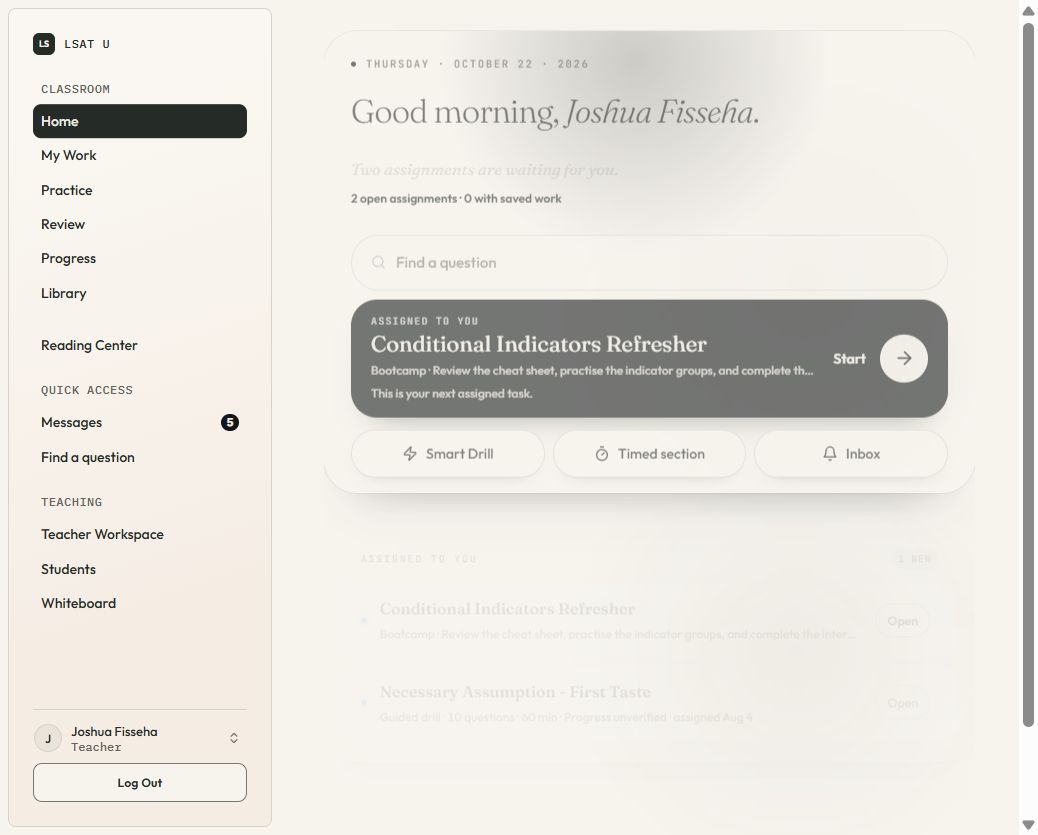 LS LSAT U
CLASSROOM
Home
My Work
Practice
Review
Progress
Library
Reading Center
QUICK ACCESS
Messages 5
Find a question
TEACHING
Teacher Workspace
Students
Whiteboard
J Joshua Fisseha
Teacher
Log Out
THURSDAY · OCTOBER 22 · 2026
Good morning, Joshua Fisseha.
Two assignments are waiting for you.
2 open assignments · 0 with saved work
Find a question
ASSIGNED TO YOU
Conditional Indicators Refresher
Bootcamp · Review the cheat sheet, practise the indicator groups, and complete th...
This is your next assigned task.
Start
Smart Drill
Timed section
Inbox
ASSIGNED TO YOU 1 NEW
Conditional Indicators Refresher
Bootcamp · Review the cheat sheet, practise the indicator groups, and complete the inter...
Open
Necessary Assumption - First Taste
Guided drill · 10 questions · 60 min · Progress unverified · assigned Aug 4
Open